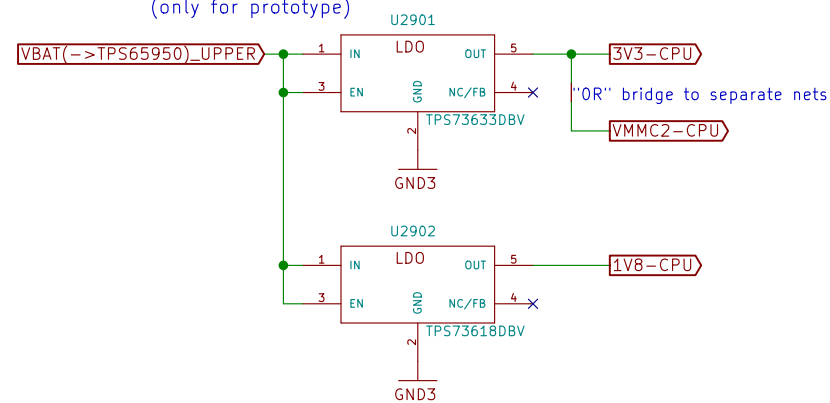 (only for prototype)
U2901
VBAT(->TPS65950)_UPPER
1
IN
LDO
OUT
5
3V3-CPU
3
EN
GND
NC/FB
4
"0R" bridge to separate nets
2
TPS73633DBV
VMMC2-CPU
GND3
U2902
1
IN
LDO
OUT
5
1V8-CPU
3
EN
GND
NC/FB
4
2
TPS73618DBV
GND3